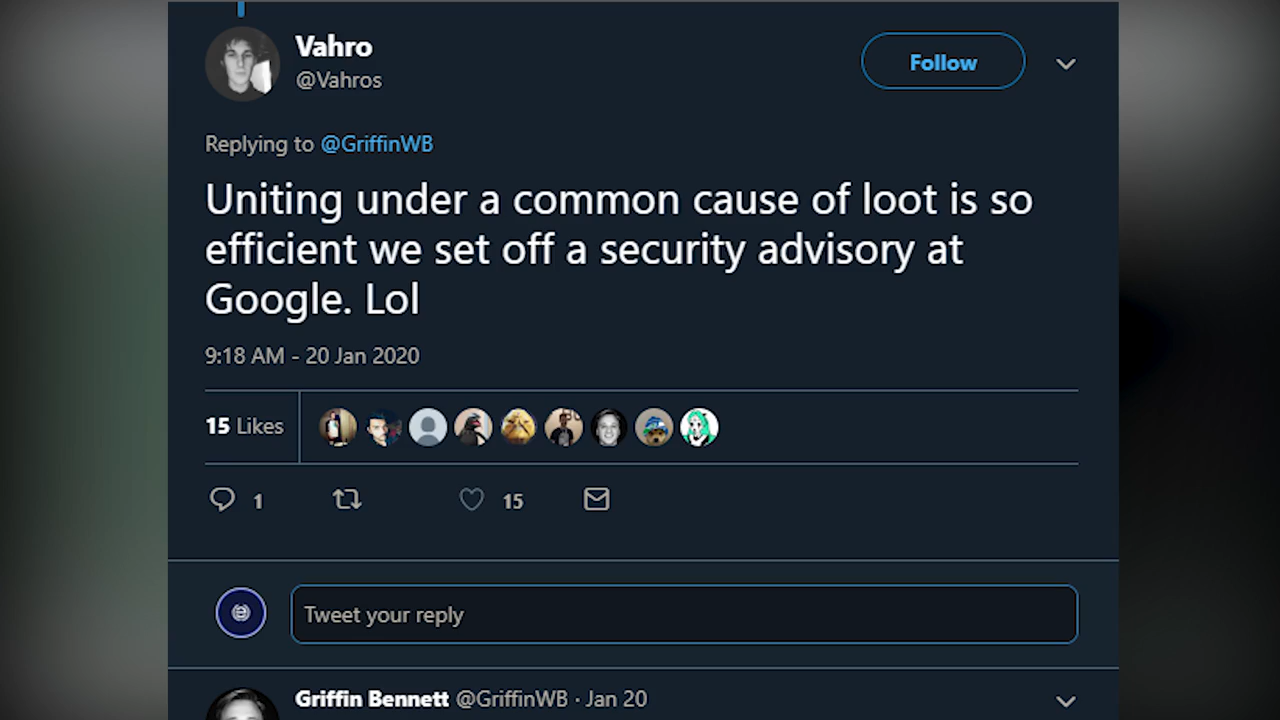 Vahro
@Vahros
Follow
Replying to @GriffinWB
Uniting under a common cause of loot is so
efficient we set off a security advisory at
Google. Lol
9:18 AM - 20 Jan 2020
15 Likes
1
15
Tweet your reply
Griffin Bennett @GriffinWB · Jan 20